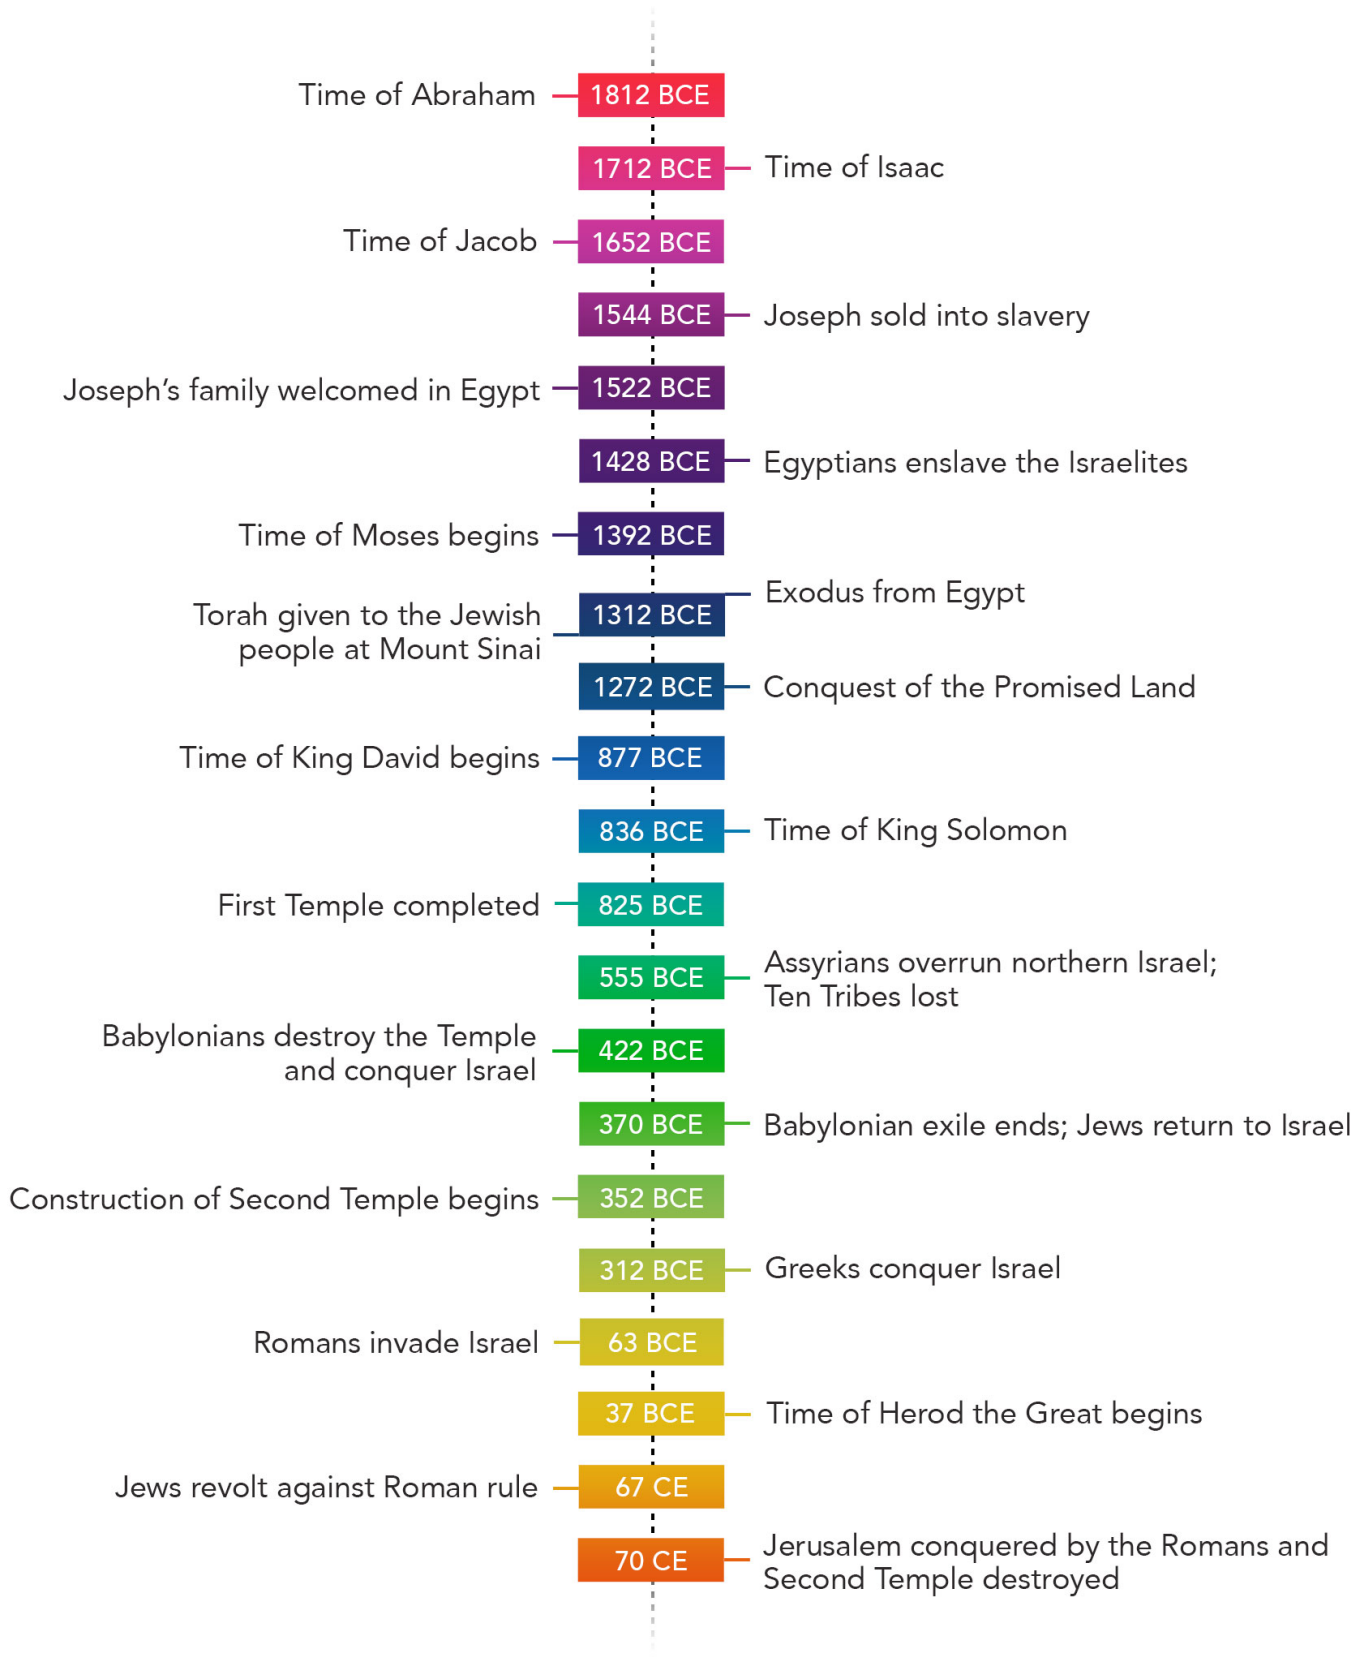 Time of Abraham
1812 BCE
1712 BCE
Time of Isaac
Time of Jacob
1652 BCE
1544 BCE
Joseph sold into slavery
Joseph’s family welcomed in Egypt
1522 BCE
1428 BCE
Egyptians enslave the Israelites
Time of Moses begins
1392 BCE
Exodus from Egypt
1312 BCE
Torah given to the Jewish
people at Mount Sinai
1272 BCE
Conquest of the Promised Land
Time of King David begins
877 BCE
836 BCE
Time of King Solomon
First Temple completed
825 BCE
555 BCE
Assyrians overrun northern Israel;
Ten Tribes lost
Babylonians destroy the Temple
and conquer Israel
422 BCE
370 BCE
Babylonian exile ends; Jews return to Israel
Construction of Second Temple begins
352 BCE
312 BCE
Greeks conquer Israel
Romans invade Israel
63 BCE
37 BCE
Time of Herod the Great begins
Jews revolt against Roman rule
67 CE
70 CE
Jerusalem conquered by the Romans and
Second Temple destroyed